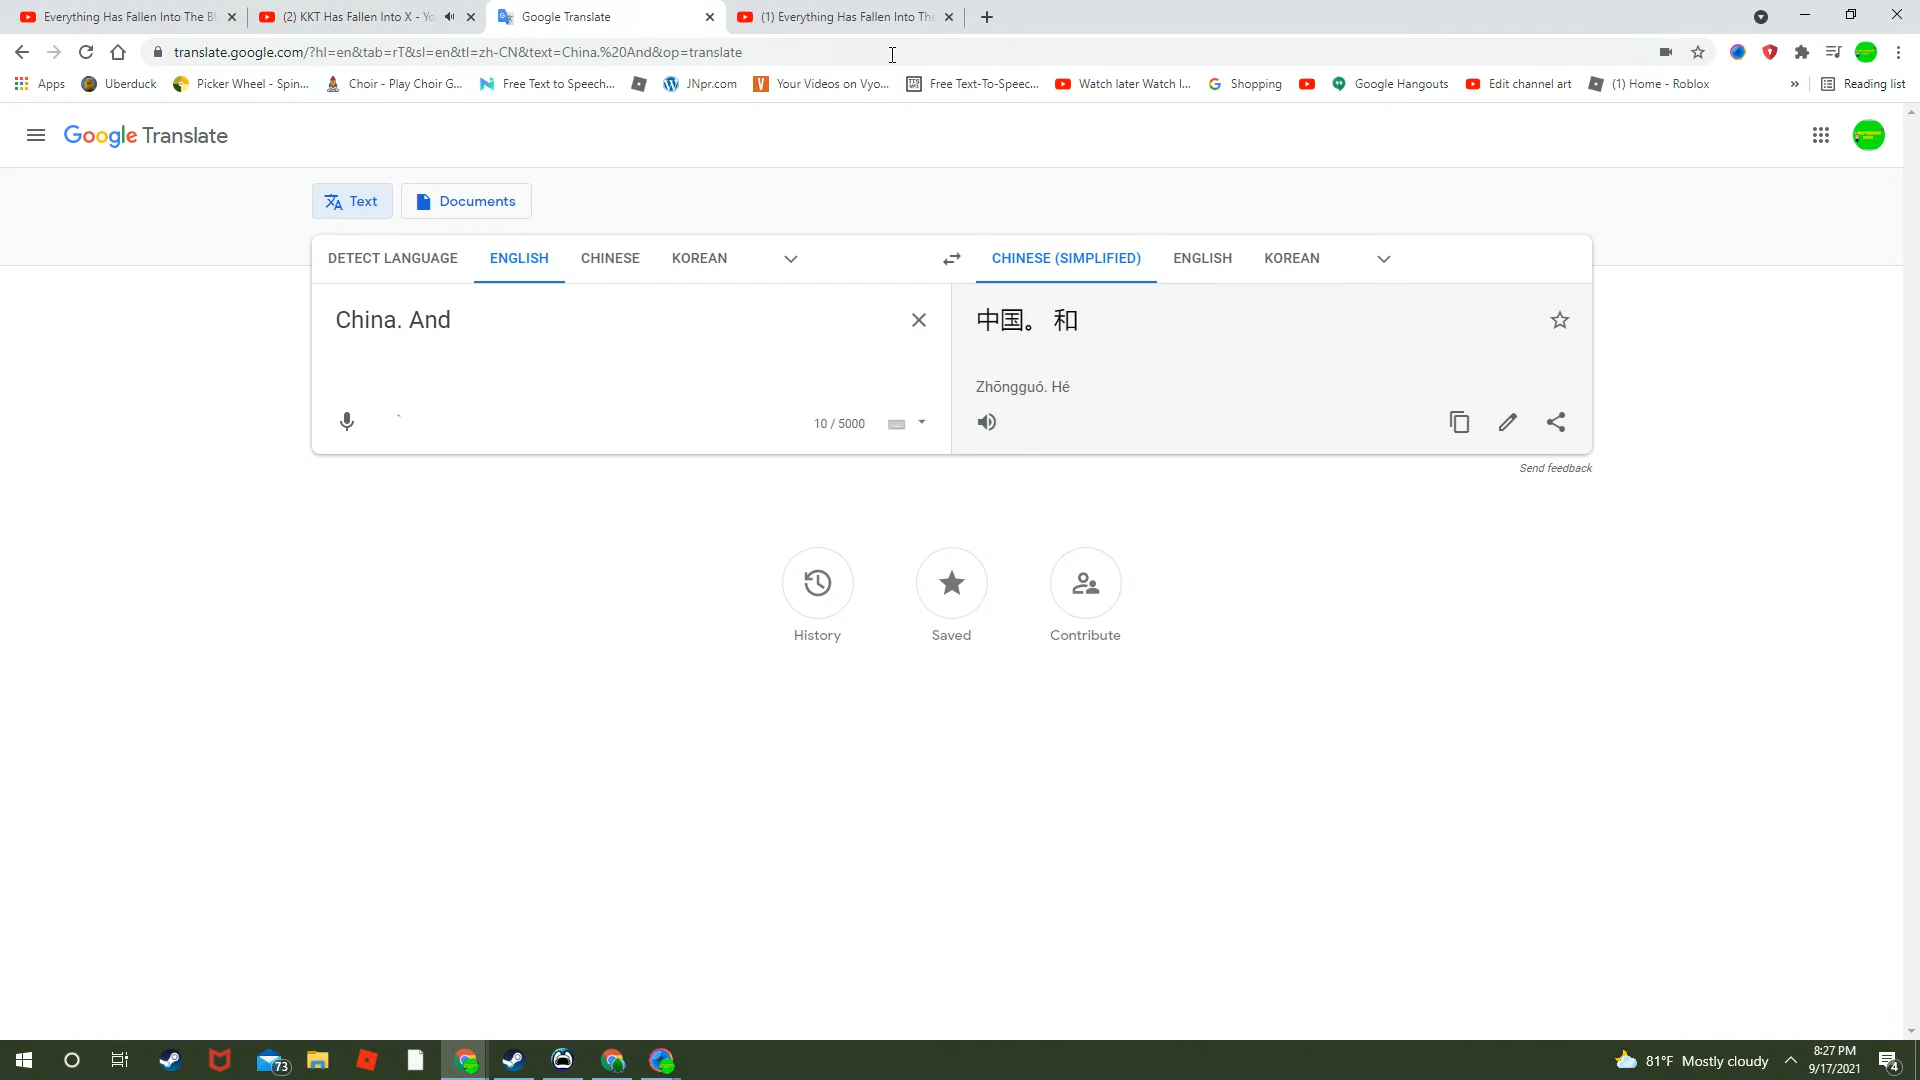 Everything Has Fallen Into The Bl
(2) KKT Has Fallen Into X - Yo
Google Translate
(1) Everything Has Fallen Into The
translate.google.com/?hl=en&tab=rT&sl=en&tl=zh-CN&text=China.%20And&op=translate
Apps
Uberduck
Picker Wheel - Spin...
Choir - Play Choir G...
Free Text to Speech...
JNpr.com
Your Videos on Vyo...
Free Text-To-Speec...
Watch later Watch l...
Shopping
Google Hangouts
Edit channel art
(1) Home - Roblox
»
Reading list
Google Translate
Text
Documents
DETECT LANGUAGE
ENGLISH
CHINESE
KOREAN
CHINESE (SIMPLIFIED)
ENGLISH
KOREAN
China. And
中国。 和
Zhōngguó. Hé
10 / 5000
Send feedback
History
Saved
Contribute
73
81°F Mostly cloudy
8:27 PM
9/17/2021
4